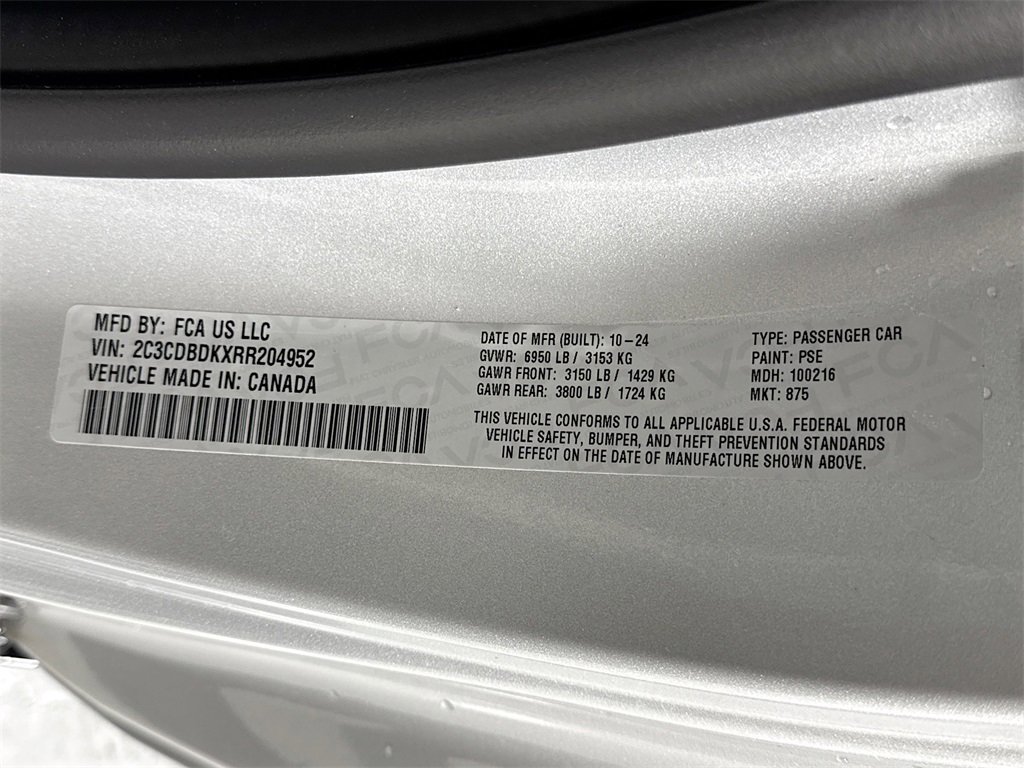 MFD BY: FCA US LLC
VIN: 2C3CDBDKXRR204952
VEHICLE MADE IN: CANADA
DATE OF MFR (BUILT): 10-24
GVWR: 6950 LB / 3153 KG
GAWR FRONT: 3150 LB / 1429 KG
GAWR REAR: 3800 LB / 1724 KG
TYPE: PASSENGER CAR
PAINT: PSE
MDH: 100216
MKT: 875
THIS VEHICLE CONFORMS TO ALL APPLICABLE U.S.A. FEDERAL MOTOR
VEHICLE SAFETY, BUMPER, AND THEFT PREVENTION STANDARDS
IN EFFECT ON THE DATE OF MANUFACTURE SHOWN ABOVE.